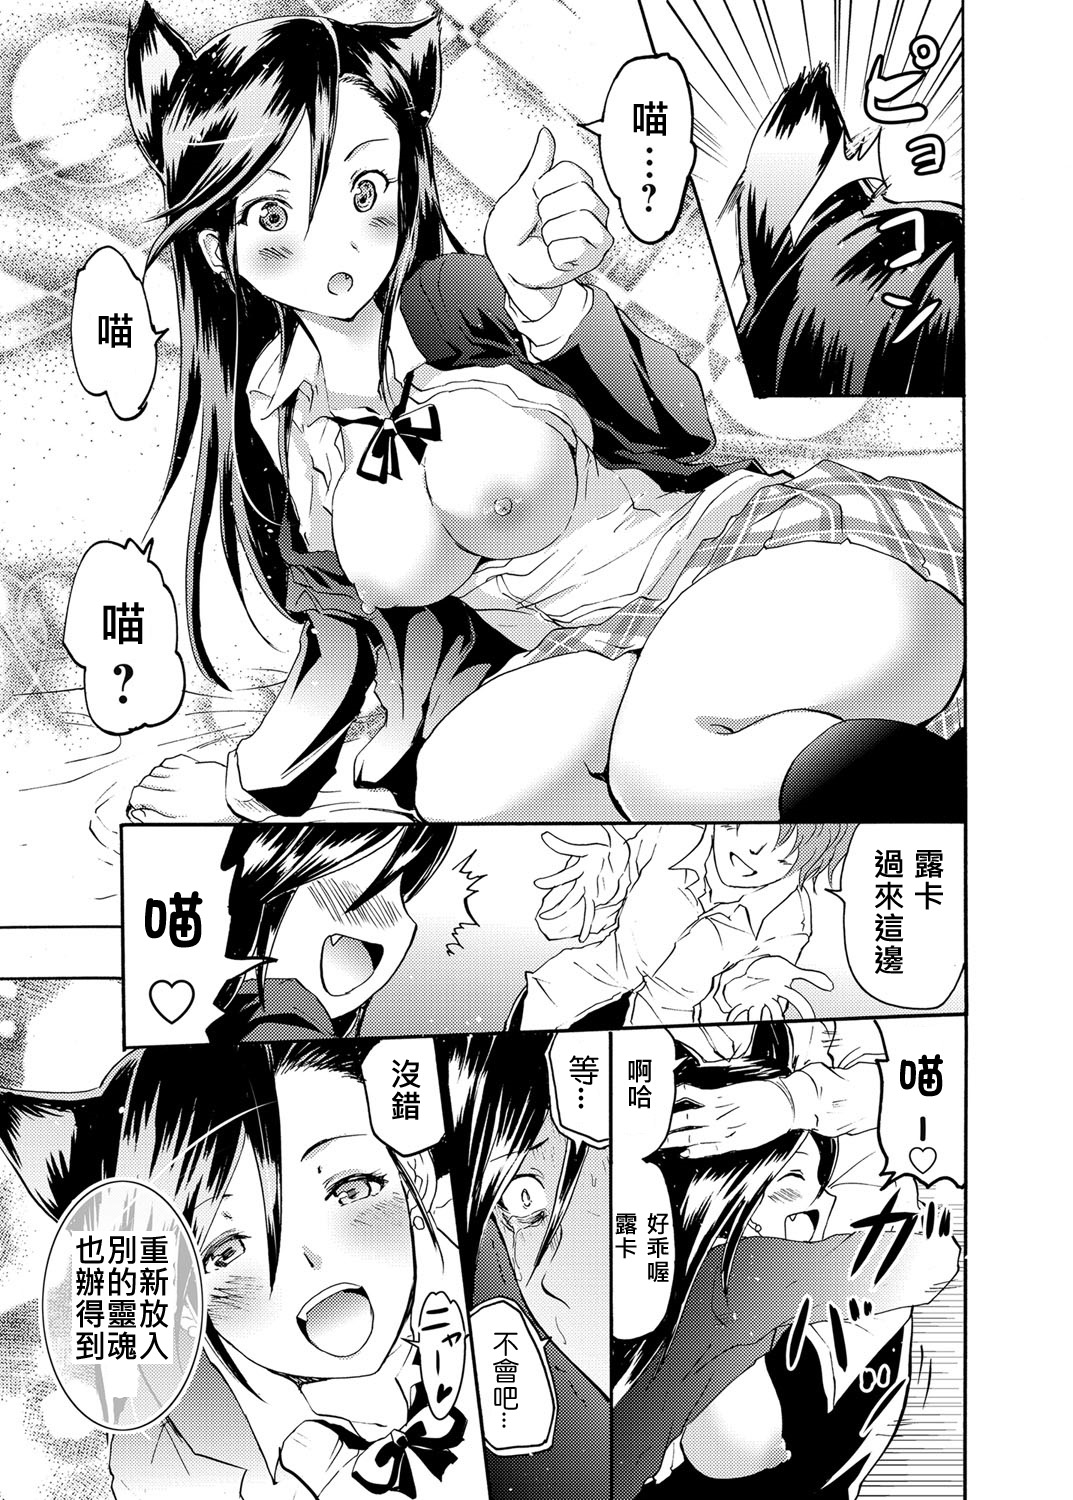 ピョコン
喵…?
喵
喵
?
露卡
過來這邊
喵
♡
喵ー♡
ガバ
啊哈
好乖喔
露卡
等…
不會吧…
沒錯
ニャー♥
重新放入
別的靈魂
也辦得到